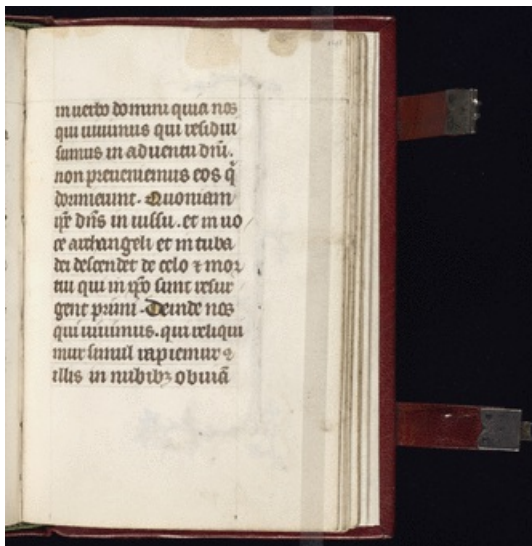 in uerbo domini quia nos
qui uiuimus qui residui
sumus in aduentu dñi.
non preueniemus eos q̄
dormierunt. Quoniam
ip̄e dñs in iussu. et in uo
ce archangeli et in tuba
dei descendet de celo ⁊ mor
tui qui in xp̄o sunt resur
gent primi. Deinde nos
qui uiuimus. qui relinqui
mur simul rapiemur
illis in nubibꝫ obuiā